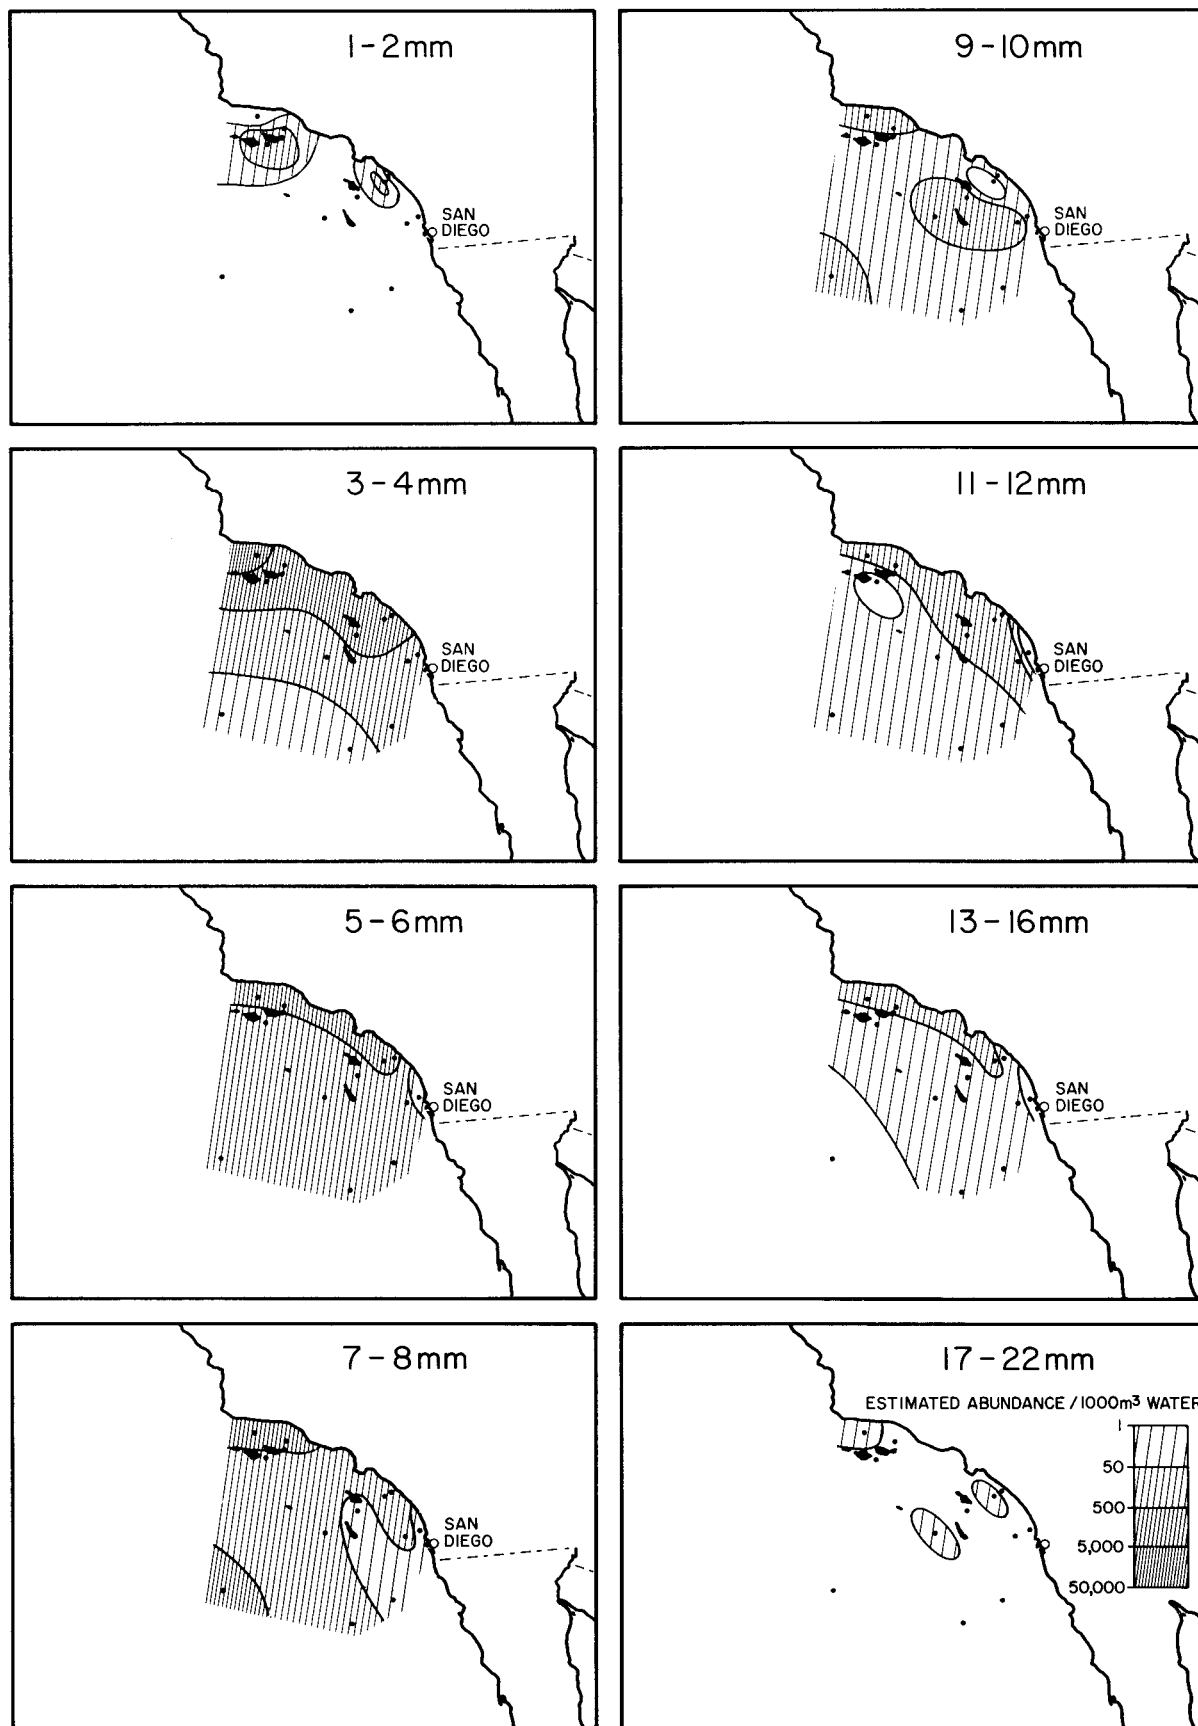 1-2mm
SAN
DIEGO
9-10mm
SAN
DIEGO
3-4mm
SAN
DIEGO
11-12mm
SAN
DIEGO
5-6mm
SAN
DIEGO
13-16mm
SAN
DIEGO
7-8mm
SAN
DIEGO
17-22mm
ESTIMATED ABUNDANCE/1000m³ WATER
1
50
500
5,000
50,000